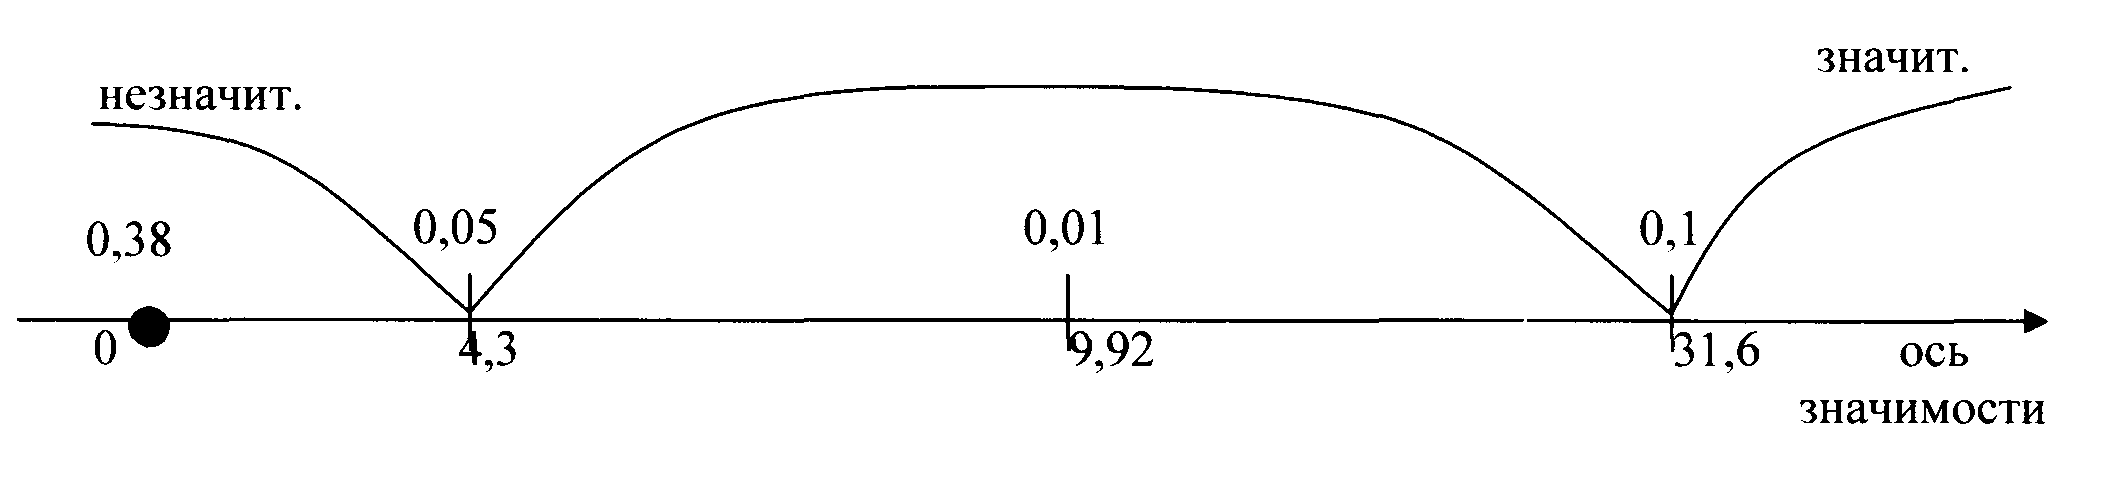 значит.
незначит.
0,38 0,05 0,01 0,1
0 4,3 9,92 31,6 ось
значимости